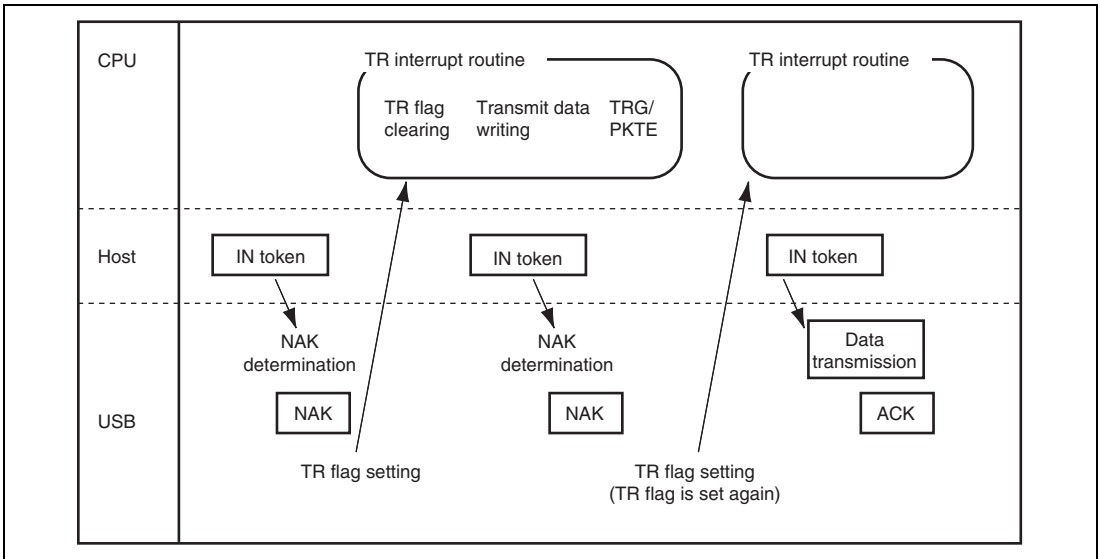 CPU
TR interrupt routine
TR flag clearing
Transmit data writing
TRG/ PKTE
TR interrupt routine
Host
IN token
IN token
IN token
USB
NAK determination
NAK
TR flag setting
NAK determination
NAK
TR flag setting
(TR flag is set again)
Data transmission
ACK